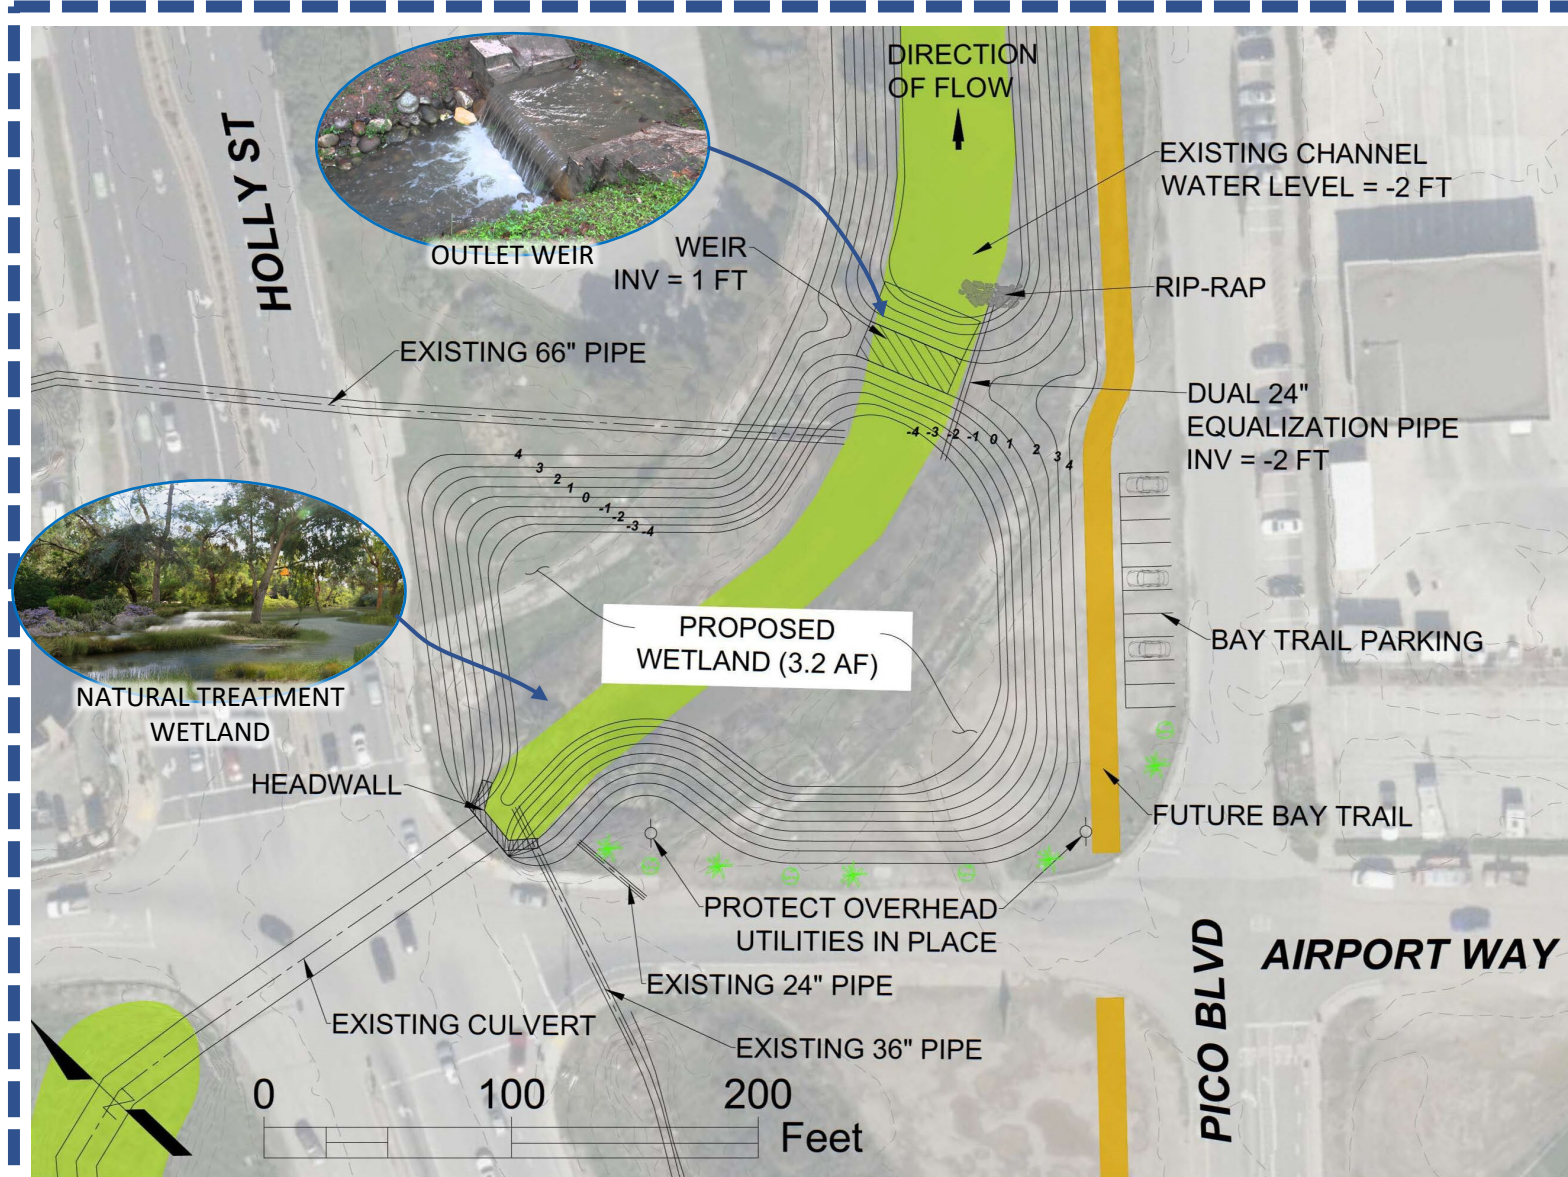 DIRECTION
OF FLOW
HOLLY ST
EXISTING CHANNEL
WATER LEVEL = -2 FT
OUTLET WEIR
WEIR
INV = 1 FT
RIP-RAP
EXISTING 66" PIPE
DUAL 24"
EQUALIZATION PIPE
INV = -2 FT
-4 -3 -2 -1 0 1 2 3 4
4 3 2 1 0 -1 -2 -3 -4
PROPOSED
WETLAND (3.2 AF)
BAY TRAIL PARKING
NATURAL TREATMENT
WETLAND
HEADWALL
FUTURE BAY TRAIL
PROTECT OVERHEAD
UTILITIES IN PLACE
PICO BLVD
AIRPORT WAY
EXISTING 24" PIPE
EXISTING CULVERT
EXISTING 36" PIPE
0 100 200
Feet